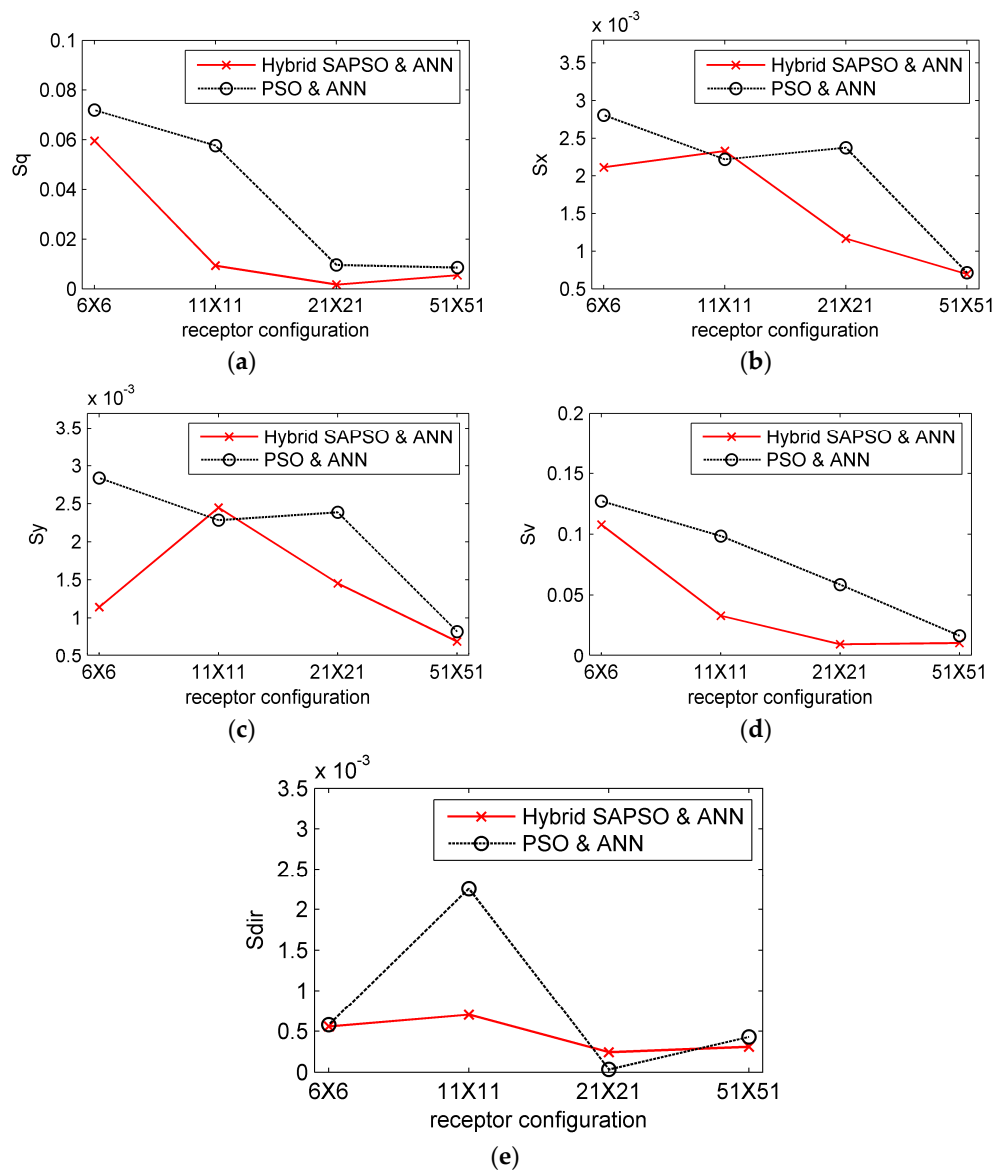 0.1
0.08
0.06
0.04
0.02
0
Sq
Hybrid SAPSO & ANN
PSO & ANN
6X6 11X11 21X21 51X51
receptor configuration
(a)
x 10-3
3.5
3
2.5
2
1.5
1
0.5
Sx
Hybrid SAPSO & ANN
PSO & ANN
6X6 11X11 21X21 51X51
receptor configuration
(b)
x 10-3
3.5
3
2.5
2
1.5
1
0.5
Sy
Hybrid SAPSO & ANN
PSO & ANN
6X6 11X11 21X21 51X51
receptor configuration
(c)
0.2
0.15
0.1
0.05
0
Sv
Hybrid SAPSO & ANN
PSO & ANN
6X6 11X11 21X21 51X51
receptor configuration
(d)
x 10-3
3.5
3
2.5
2
1.5
1
0.5
0
Sdir
Hybrid SAPSO & ANN
PSO & ANN
6X6 11X11 21X21 51X51
receptor configuration
(e)